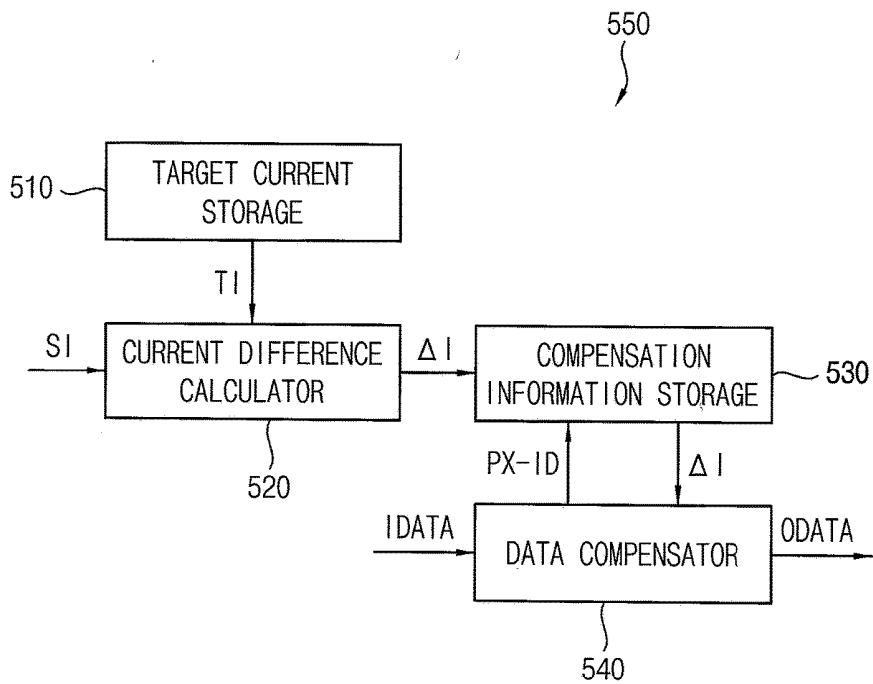 550
TARGET CURRENT
STORAGE
510
TI
SI
CURRENT DIFFERENCE
CALCULATOR
520
ΔI
COMPENSATION
INFORMATION STORAGE
530
PX-ID
ΔI
IDATA
DATA COMPENSATOR
ODATA
540